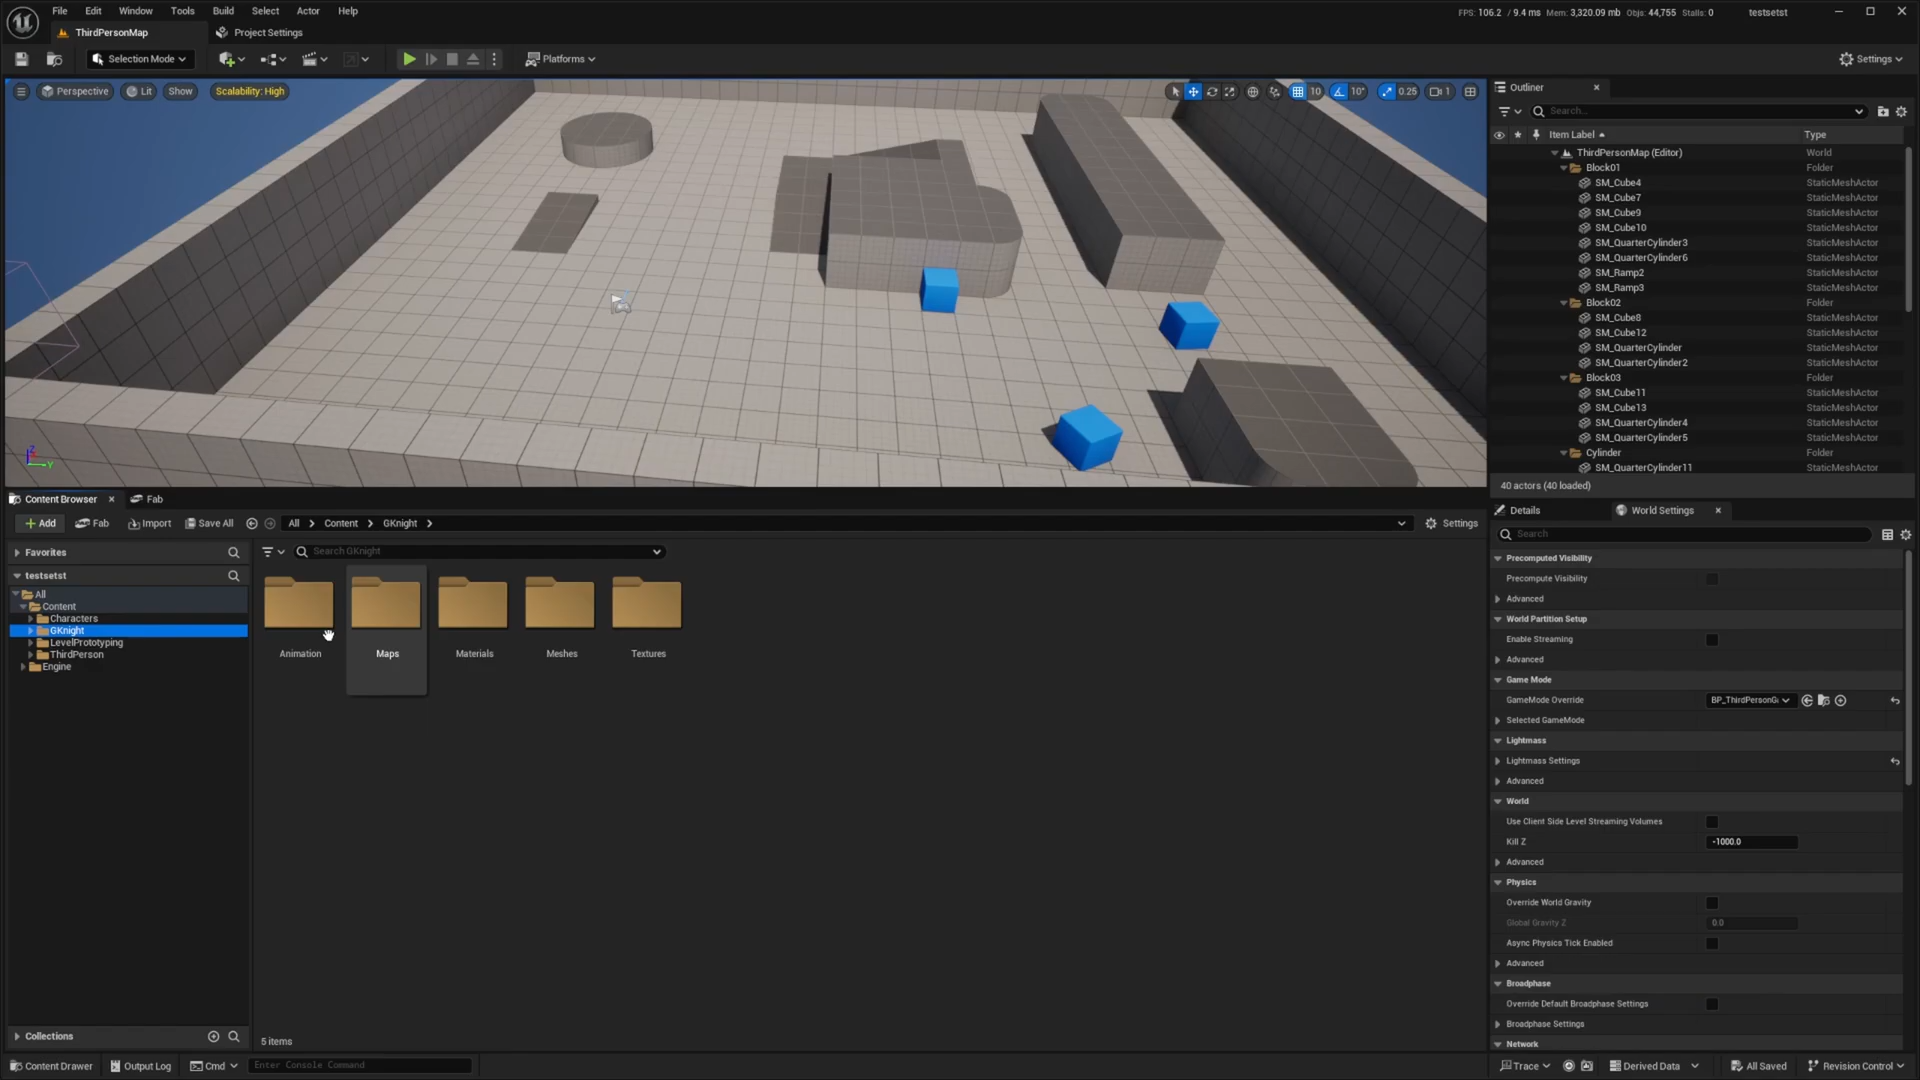 File Edit Window Tools Build Select Actor Help
FPS: 106.2 / 9.4 ms Mem: 3,320.09 mb Objs: 44,755 Stalls: 0 testsetst
ThirdPersonMap Project Settings
Selection Mode Platforms Settings
Perspective Lit Show Scalability: High 10 10° 0.25 1
Outliner
Search...
Item Label Type
ThirdPersonMap (Editor) World
Block01 Folder
SM_Cube4 StaticMeshActor
SM_Cube7 StaticMeshActor
SM_Cube9 StaticMeshActor
SM_Cube10 StaticMeshActor
SM_QuarterCylinder3 StaticMeshActor
SM_QuarterCylinder6 StaticMeshActor
SM_Ramp2 StaticMeshActor
SM_Ramp3 StaticMeshActor
Block02 Folder
SM_Cube8 StaticMeshActor
SM_Cube12 StaticMeshActor
SM_QuarterCylinder StaticMeshActor
SM_QuarterCylinder2 StaticMeshActor
Block03 Folder
SM_Cube11 StaticMeshActor
SM_Cube13 StaticMeshActor
SM_QuarterCylinder4 StaticMeshActor
SM_QuarterCylinder5 StaticMeshActor
Cylinder Folder
SM_QuarterCylinder11 StaticMeshActor
40 actors (40 loaded)
Z
Y
Content Browser Fab
Add Fab Import Save All All Content GKnight Settings
Favorites
Search GKnight
testsetst
All
Content
Characters
GKnight
LevelPrototyping
ThirdPerson
Engine
Animation Maps Materials Meshes Textures
Collections
5 items
Details World Settings
Search
Precomputed Visibility
Precompute Visibility
Advanced
World Partition Setup
Enable Streaming
Advanced
Game Mode
GameMode Override BP_ThirdPersonG
Selected GameMode
Lightmass
Lightmass Settings
Advanced
World
Use Client Side Level Streaming Volumes
Kill Z -1000.0
Advanced
Physics
Override World Gravity
Global Gravity Z 0.0
Async Physics Tick Enabled
Advanced
Broadphase
Override Default Broadphase Settings
Broadphase Settings
Network
Content Drawer Output Log Cmd Enter Console Command
Trace Derived Data All Saved Revision Control